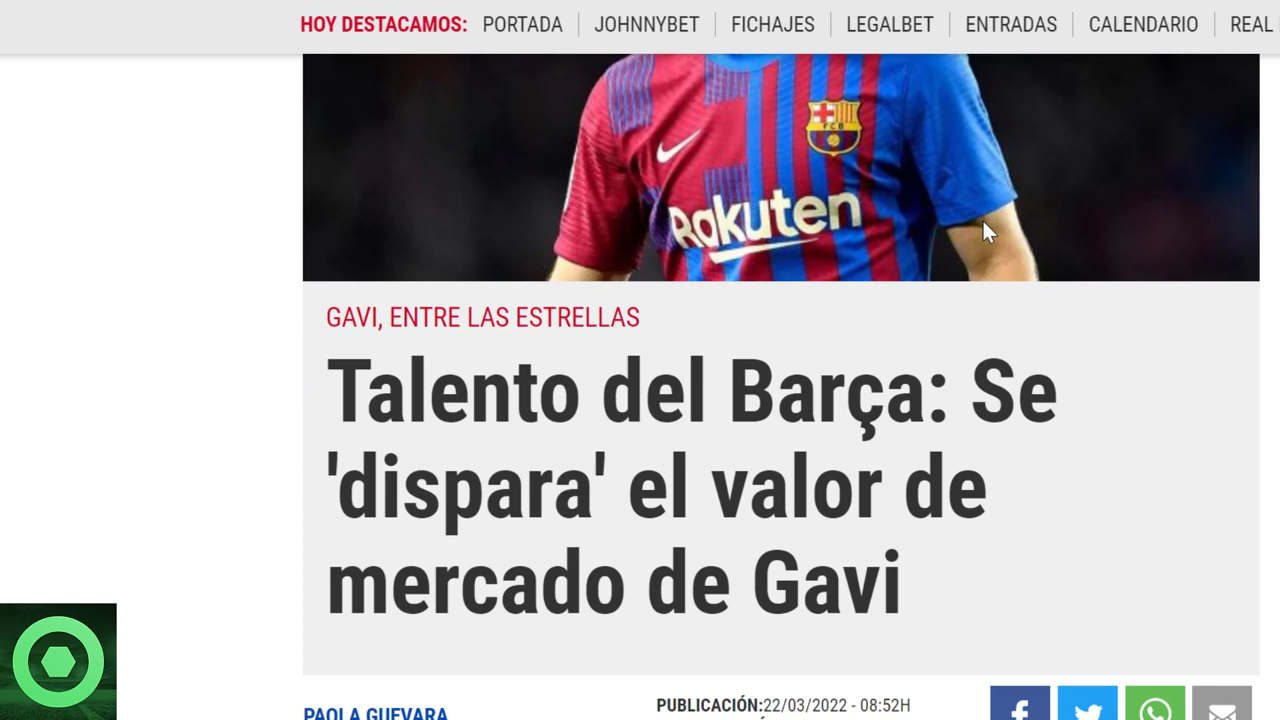 HOY DESTACAMOS: PORTADA JOHNNYBET FICHAJES LEGALBET ENTRADAS CALENDARIO REAL
FCB
Rakuten
GAVI, ENTRE LAS ESTRELLAS
Talento del Barça: Se
'dispara' el valor de
mercado de Gavi
PAOLA GUEVARA
PUBLICACIÓN:22/03/2022 - 08:52H